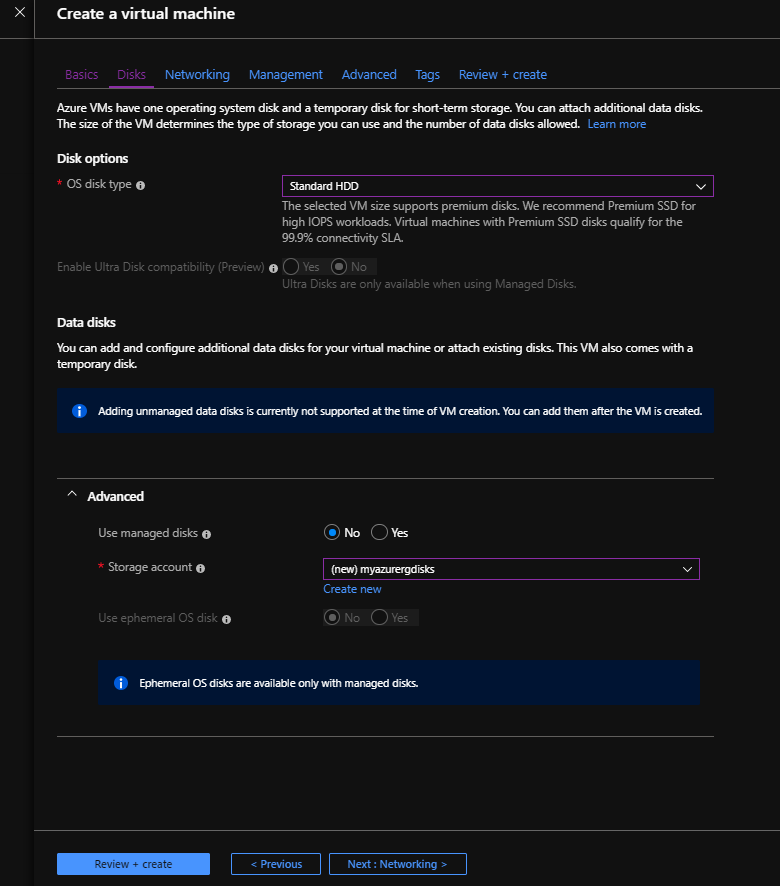 Create a virtual machine
Basics Disks Networking Management Advanced Tags Review + create
Azure VMs have one operating system disk and a temporary disk for short-term storage. You can attach additional data disks.
The size of the VM determines the type of storage you can use and the number of data disks allowed. Learn more
Disk options
* OS disk type
Standard HDD
The selected VM size supports premium disks. We recommend Premium SSD for
high IOPS workloads. Virtual machines with Premium SSD disks qualify for the
99.9% connectivity SLA.
Enable Ultra Disk compatibility (Preview) Yes No
Ultra Disks are only available when using Managed Disks.
Data disks
You can add and configure additional data disks for your virtual machine or attach existing disks. This VM also comes with a
temporary disk.
Adding unmanaged data disks is currently not supported at the time of VM creation. You can add them after the VM is created.
Advanced
Use managed disks No Yes
* Storage account (new) myazurergdisks
Create new
Use ephemeral OS disk No Yes
Ephemeral OS disks are available only with managed disks.
Review + create < Previous Next : Networking >